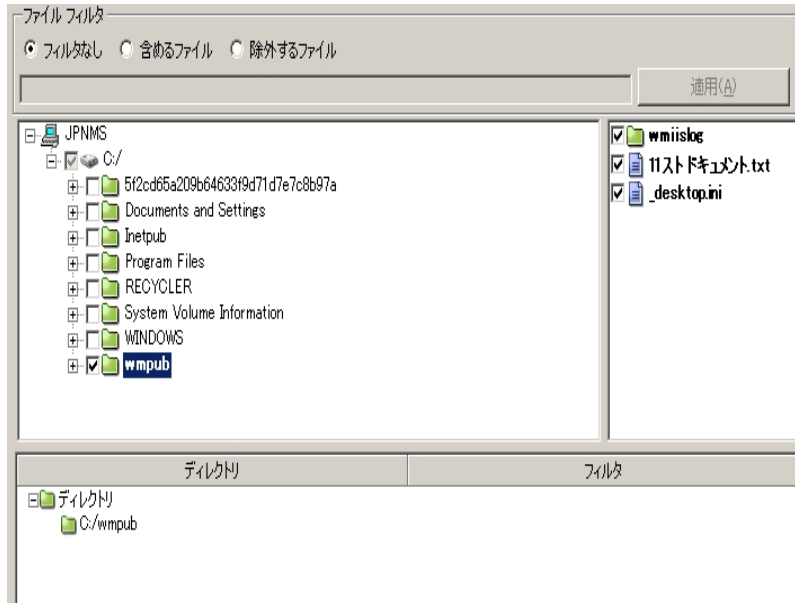 ファイル フィルタ
フィルタなし 含めるファイル 除外するファイル
適用(A)
JPNMS
C:/
5f2cd65a209b64633f9d71d7e7c8b97a
Documents and Settings
Inetpub
Program Files
RECYCLER
System Volume Information
WINDOWS
wmpub
wmiislog
11スト ドキュメント.txt
_desktop.ini
ディレクトリ フィルタ
ディレクトリ
C:/wmpub